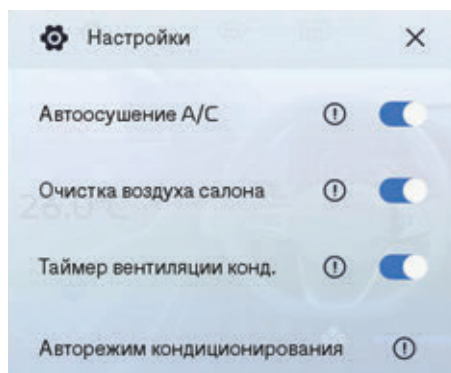 Настройки
Автоосушение A/C
Очистка воздуха салона
Таймер вентиляции конд.
Авторежим кондиционирования